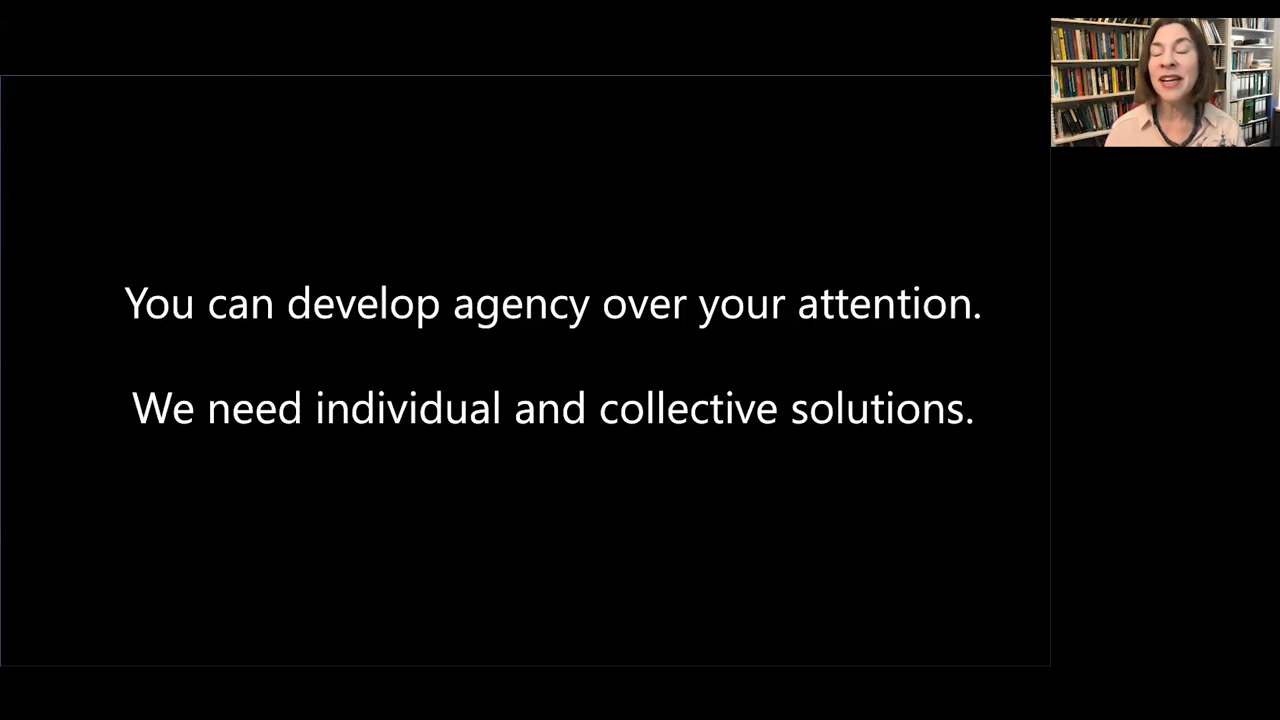 You can develop agency over your attention.
We need individual and collective solutions.